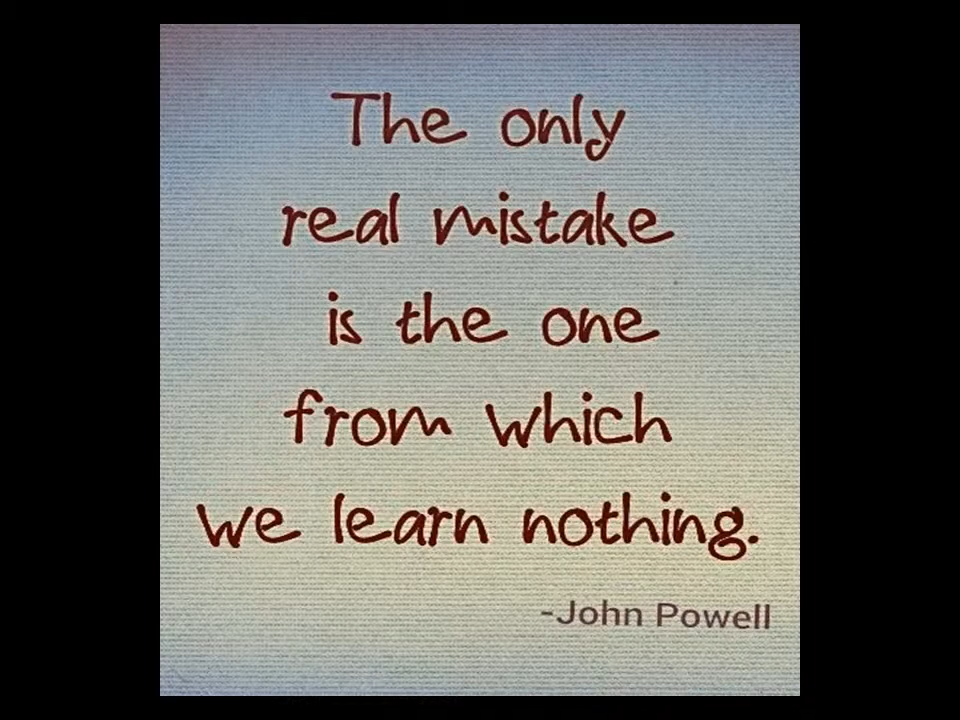 The only
real mistake
is the one
from which
we learn nothing.
-John Powell